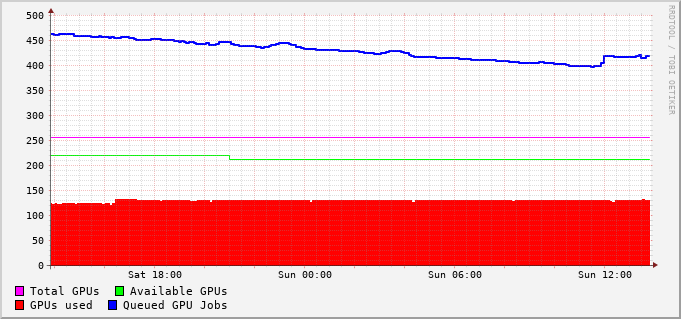 500
450
400
350
300
250
200
150
100
50
0
Sat 18:00 Sun 00:00 Sun 06:00 Sun 12:00
Total GPUs Available GPUs
GPUs used Queued GPU Jobs
RRDTOOL / TOBI OETIKER